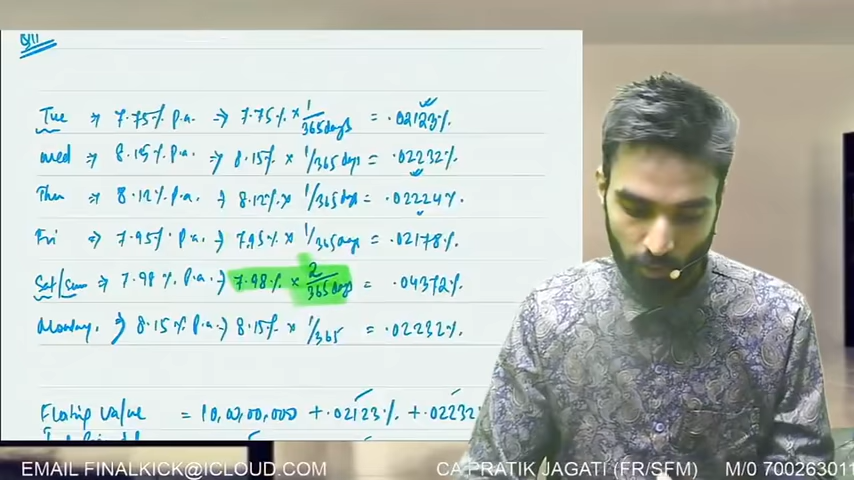 Q11
Tue ⇒ 7.75% p.a. ⇒ 7.75% × 1/365 days = .02123%.
Wed ⇒ 8.15% p.a. ⇒ 8.15% × 1/365 days = .02232%.
Thu ⇒ 8.12% p.a. ⇒ 8.12% × 1/365 days = .02224%.
Fri ⇒ 7.95% p.a. ⇒ 7.95% × 1/365 days = .02178%.
Sat/Sun ⇒ 7.98% p.a. ⇒ 7.98% × 2/365 days = .04372%.
Monday. ⇒ 8.15% p.a. ⇒ 8.15% × 1/365 = .02232%.
Floating value = 10,00,00,000 + .02123% + .02232
EMAIL FINALKICK@ICLOUD.COM CA PRATIK JAGATI (FR/SFM) M/0 700263011